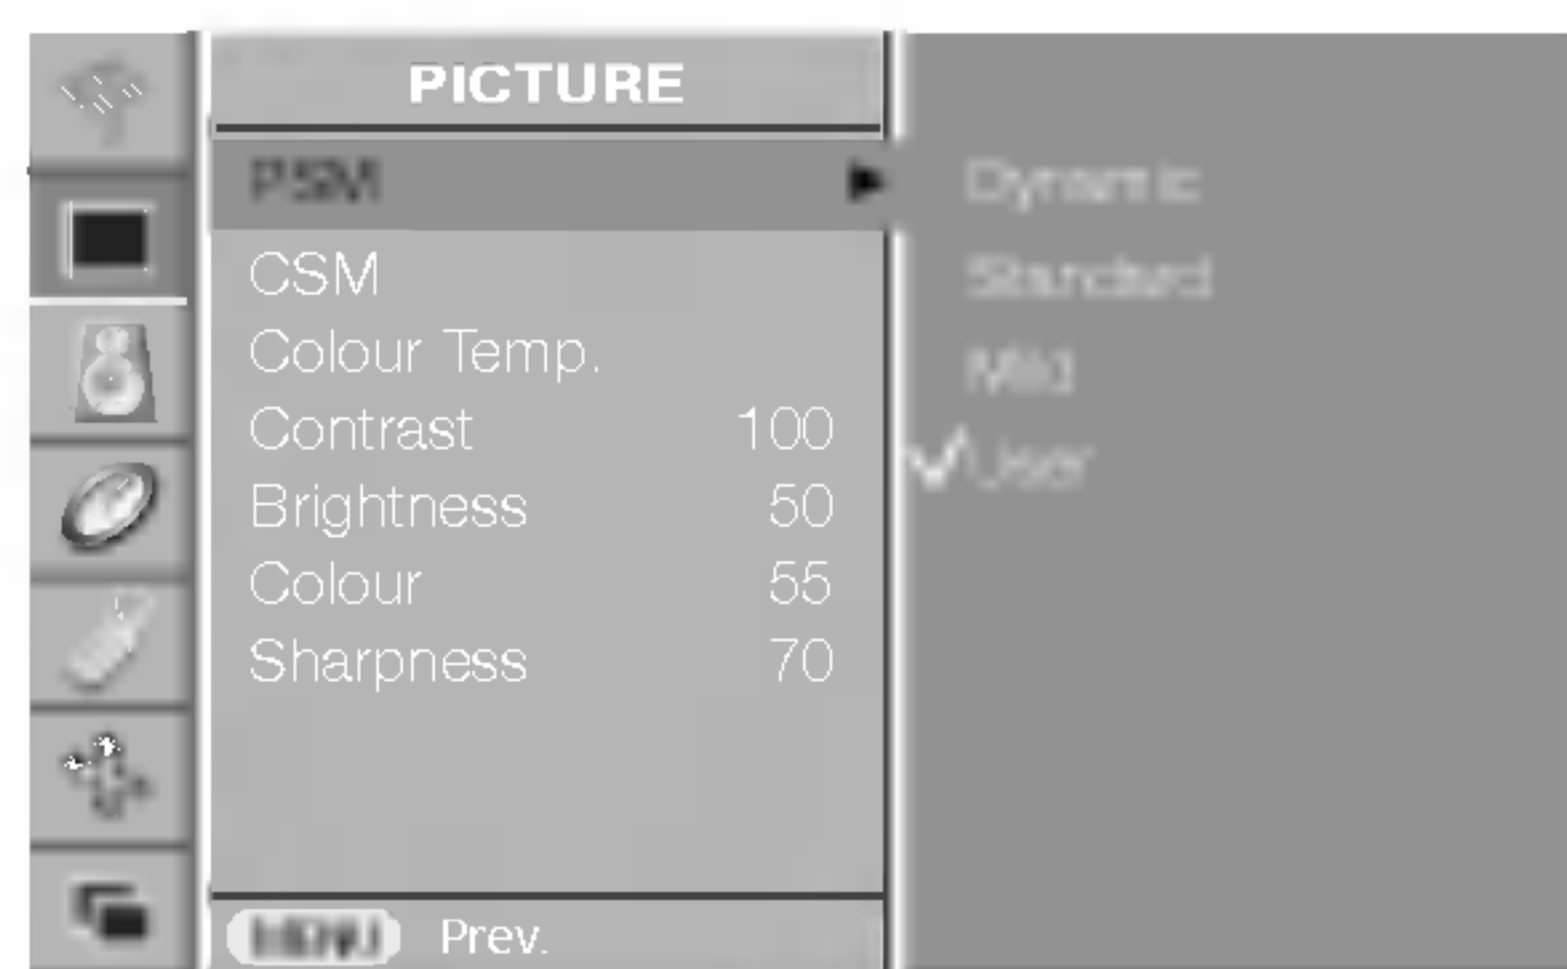 PICTURE
PSM Dynamic
CSM Standard
Colour Temp. Mild
Contrast 100 User
Brightness 50
Colour 55
Sharpness 70
MENU Prev.